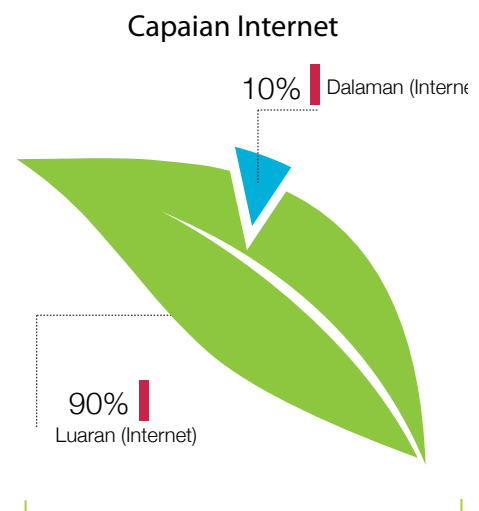 Capaian Internet
10%
Dalaman (Interne
90%
Luaran (Internet)